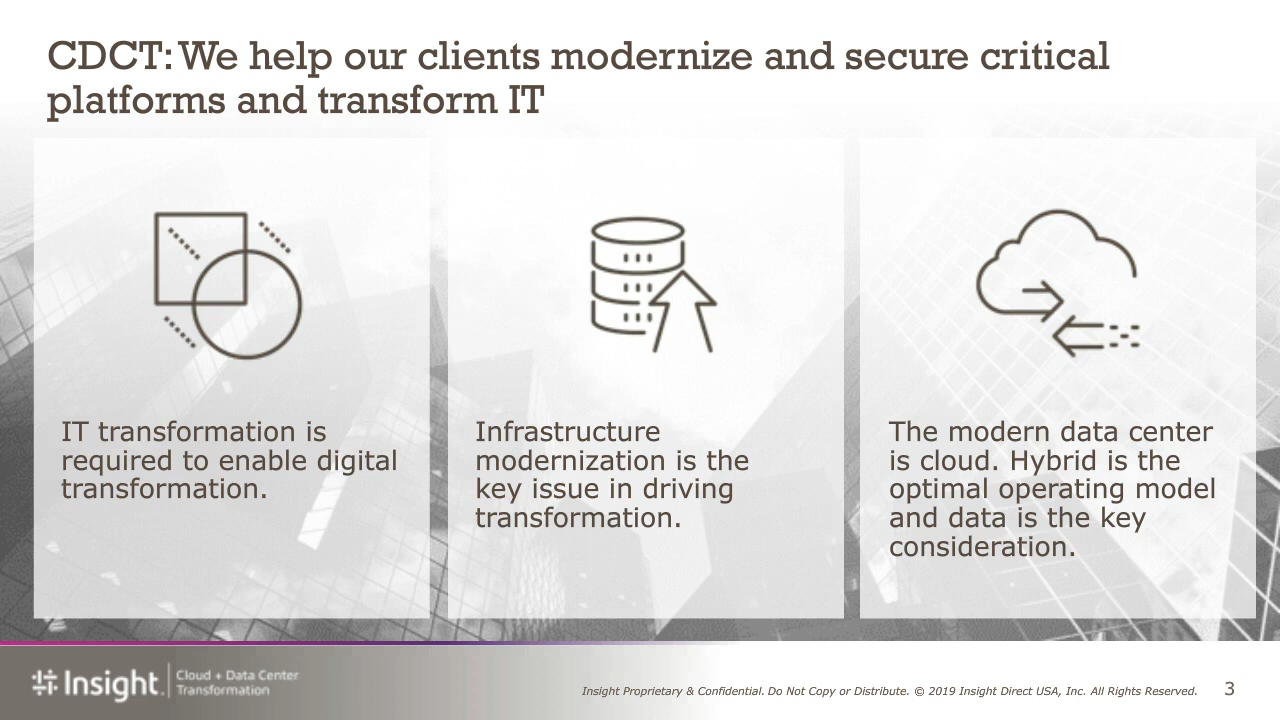 CDCT: We help our clients modernize and secure critical
platforms and transform IT
IT transformation is
required to enable digital
transformation.
Infrastructure
modernization is the
key issue in driving
transformation.
The modern data center
is cloud. Hybrid is the
optimal operating model
and data is the key
consideration.
Insight.
Cloud + Data Center
Transformation
Insight Proprietary & Confidential. Do Not Copy or Distribute. © 2019 Insight Direct USA, Inc. All Rights Reserved.
3